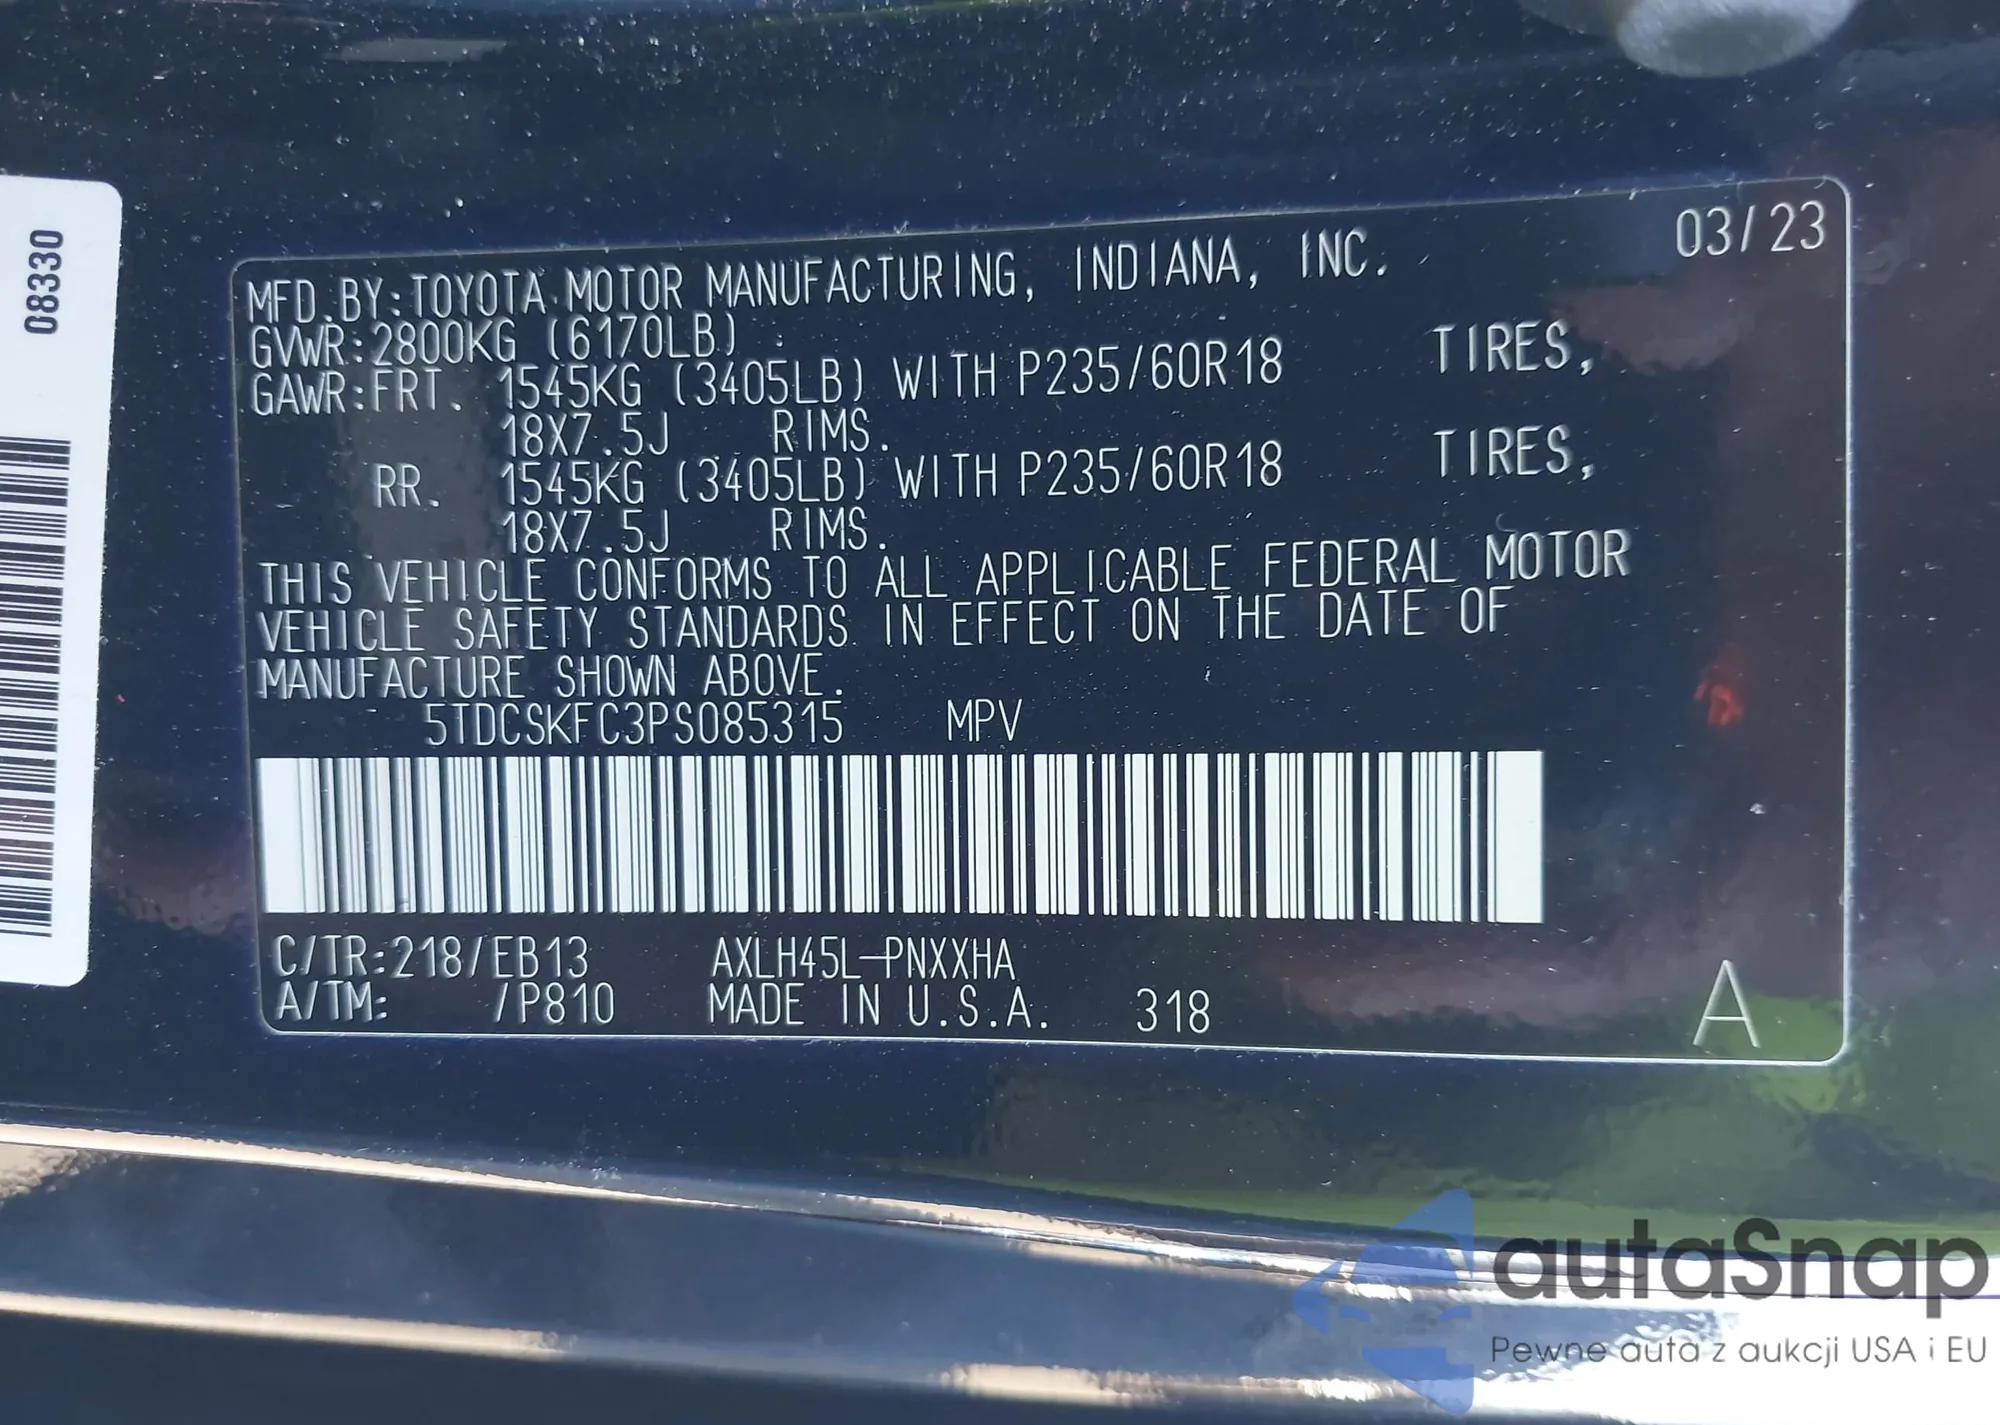 08330
03/23
MFD.BY:TOYOTA MOTOR MANUFACTURING, INDIANA, INC.
GVWR:2800KG (6170LB)
GAWR:FRT. 1545KG (3405LB) WITH P235/60R18 TIRES,
18X7.5J RIMS.
RR. 1545KG (3405LB) WITH P235/60R18 TIRES,
18X7.5J RIMS.
THIS VEHICLE CONFORMS TO ALL APPLICABLE FEDERAL MOTOR
VEHICLE SAFETY STANDARDS IN EFFECT ON THE DATE OF
MANUFACTURE SHOWN ABOVE.
5TDCSKFC3PS085315 MPV
C/TR:218/EB13 AXLH45L-PNXXHA
A/TM: /P810 MADE IN U.S.A. 318 A
autaSnap
Pewne auta z aukcji USA i EU